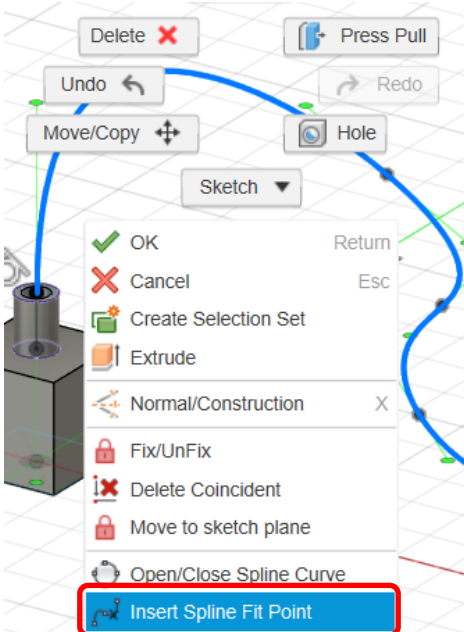 Delete
Press Pull
Undo
Redo
Move/Copy
Hole
Sketch
OK Return
Cancel Esc
Create Selection Set
Extrude
Normal/Construction X
Fix/UnFix
Delete Coincident
Move to sketch plane
Open/Close Spline Curve
Insert Spline Fit Point